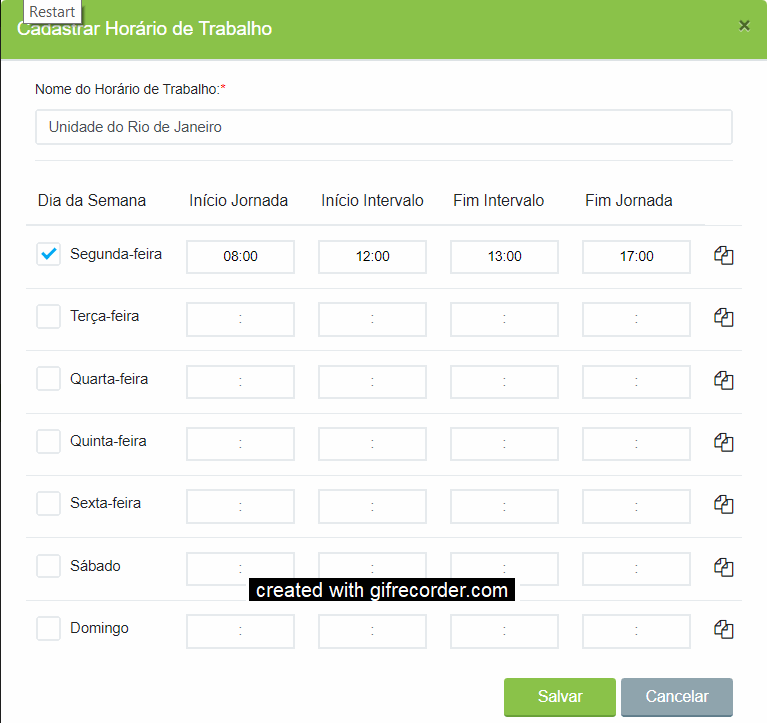 Restart
Cadastrar Horário de Trabalho
×
Nome do Horário de Trabalho:*
Unidade do Rio de Janeiro
Dia da Semana Início Jornada Início Intervalo Fim Intervalo Fim Jornada
Segunda-feira 08:00 12:00 13:00 17:00
Terça-feira : : : :
Quarta-feira : : : :
Quinta-feira : : : :
Sexta-feira : : : :
Sábado : : : :
created with gifrecorder.com
Domingo : : : :
Salvar Cancelar